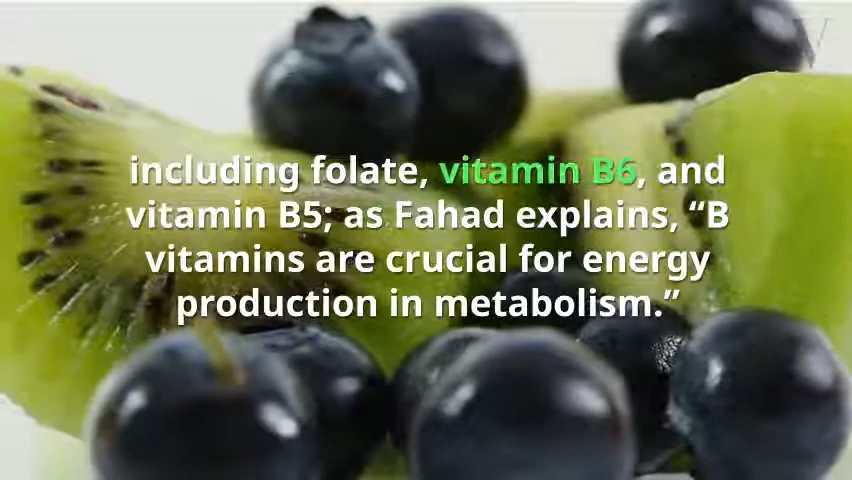 including folate, vitamin B6, and
vitamin B5; as Fahad explains, “B
vitamins are crucial for energy
production in metabolism.”
V